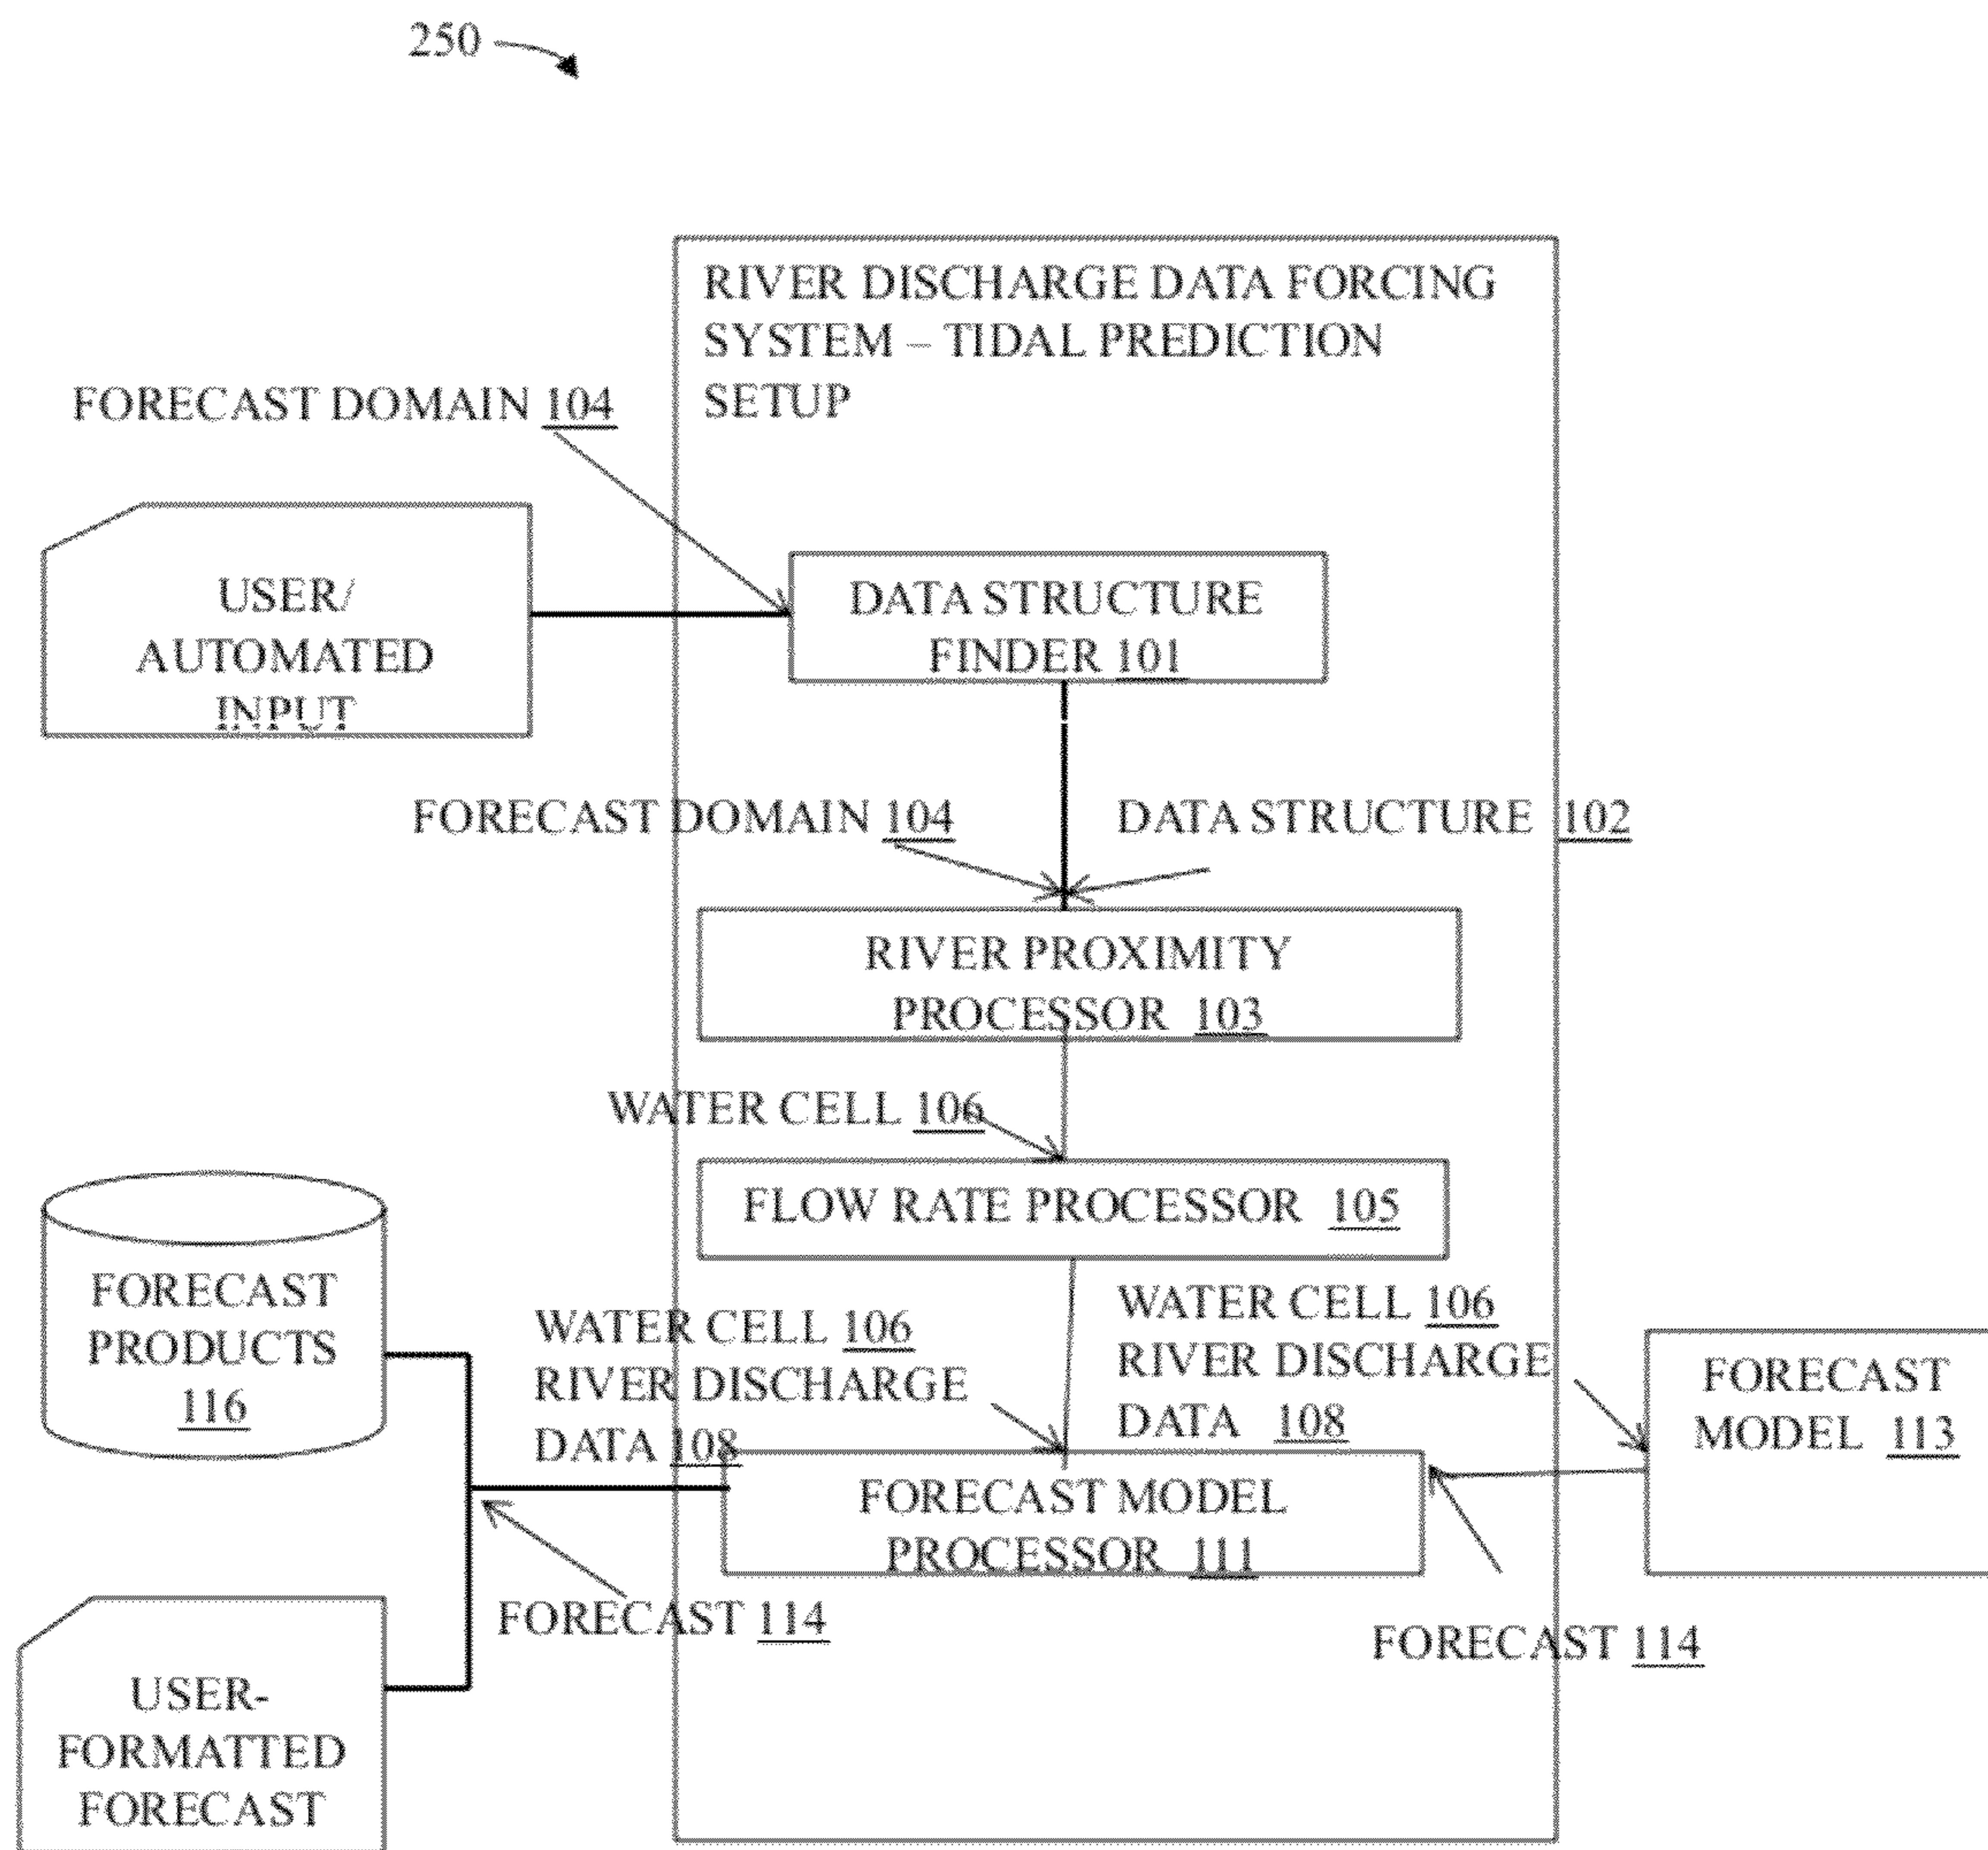 250
RIVER DISCHARGE DATA FORCING
SYSTEM – TIDAL PREDICTION
SETUP
FORECAST DOMAIN 104
USER/
AUTOMATED
INPUT
DATA STRUCTURE
FINDER 101
FORECAST DOMAIN 104
DATA STRUCTURE 102
RIVER PROXIMITY
PROCESSOR 103
WATER CELL 106
FLOW RATE PROCESSOR 105
FORECAST
PRODUCTS
116
WATER CELL 106
RIVER DISCHARGE
DATA 108
WATER CELL 106
RIVER DISCHARGE
DATA 108
FORECAST
MODEL 113
FORECAST MODEL
PROCESSOR 111
FORECAST 114
FORECAST 114
USER-
FORMATTED
FORECAST